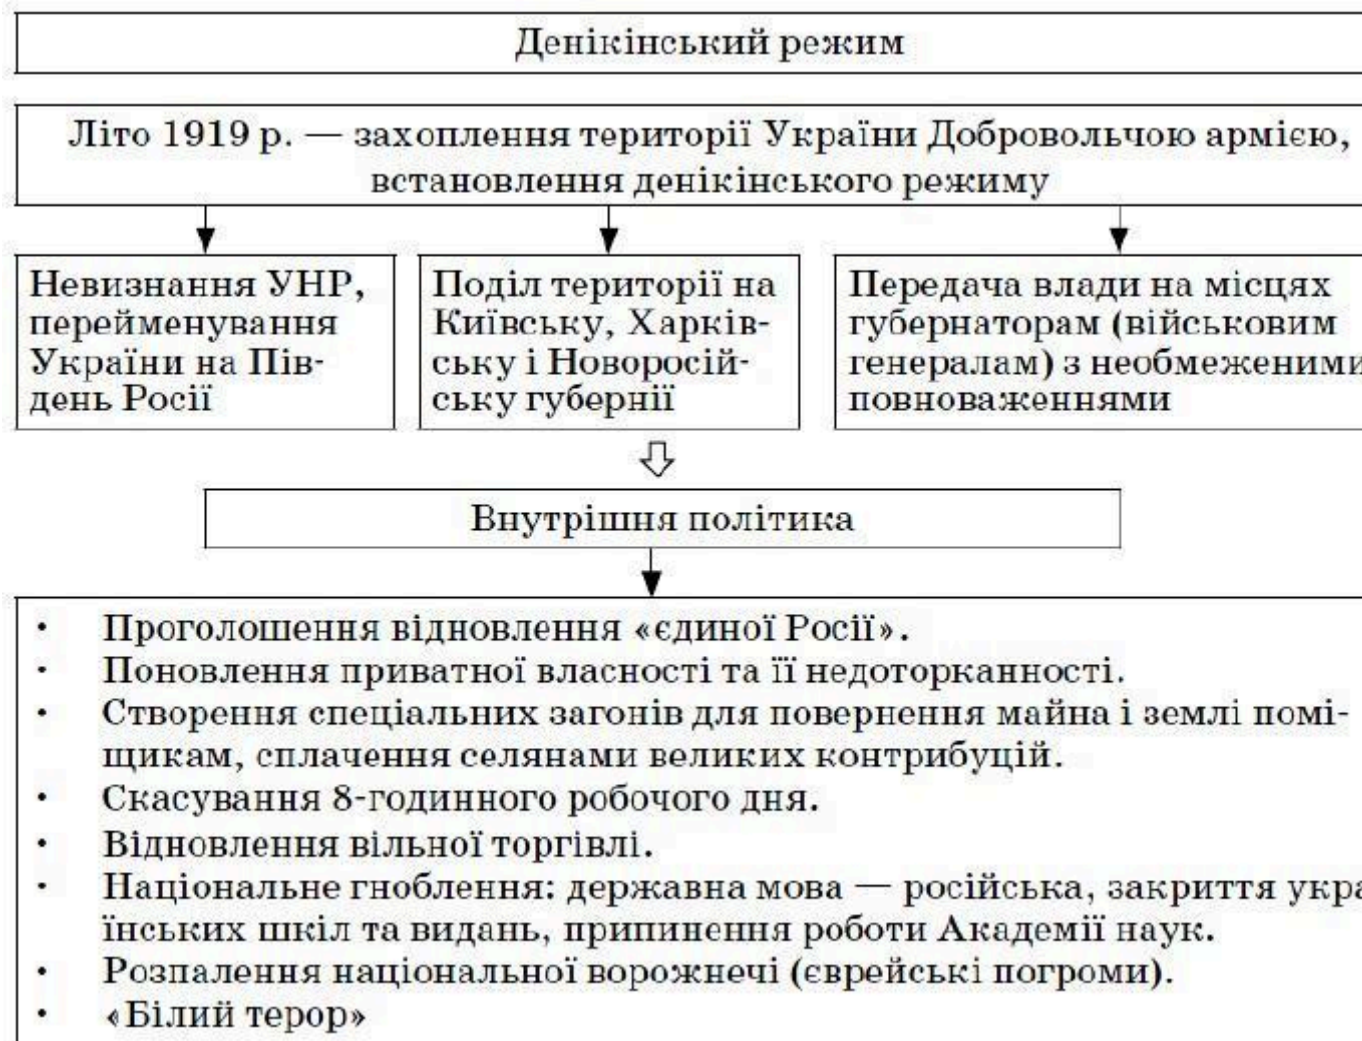 Денікінський режим
Літо 1919 р. — захоплення території України Добровольчою армією,
встановлення денікінського режиму
Невизнання УНР,
перейменування
України на Пів-
день Росії
Поділ території на
Київську, Харків-
ську і Новоросій-
ську губернії
Передача влади на місцях
губернаторам (військовим
генералам) з необмеженими
повноваженнями
Внутрішня політика
• Проголошення відновлення «єдиної Росії».
• Поновлення приватної власності та її недоторканності.
• Створення спеціальних загонів для повернення майна і землі помі-
щикам, сплачення селянами великих контрибуцій.
• Скасування 8-годинного робочого дня.
• Відновлення вільної торгівлі.
• Національне гноблення: державна мова — російська, закриття укра
їнських шкіл та видань, припинення роботи Академії наук.
• Розпалення національної ворожнечі (єврейські погроми).
• «Білий терор»